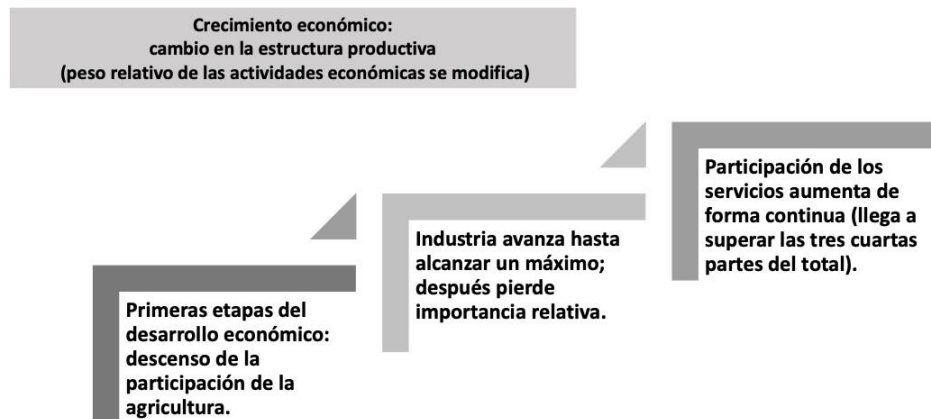 Crecimiento económico:
cambio en la estructura productiva
(peso relativo de las actividades económicas se modifica)
Primeras etapas del
desarrollo económico:
descenso de la
participación de la
agricultura.
Industria avanza hasta
alcanzar un máximo;
después pierde
importancia relativa.
Participación de los
servicios aumenta de
forma continua (llega a
superar las tres cuartas
partes del total).